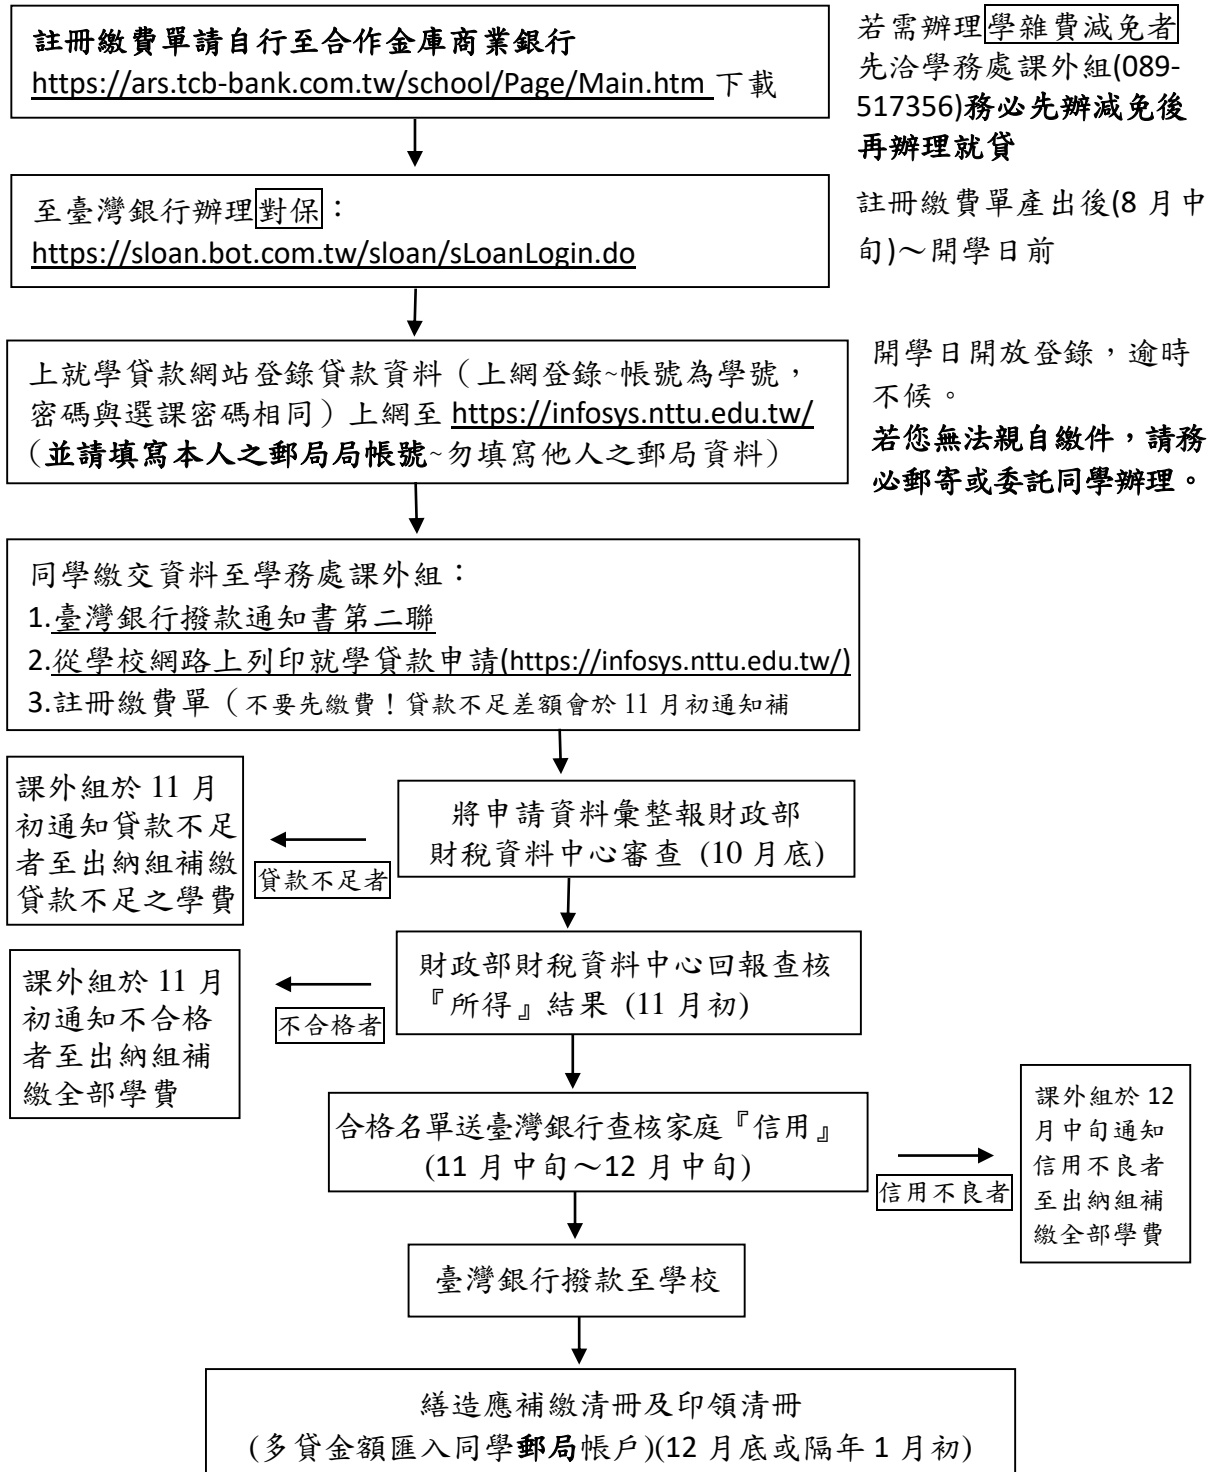 註冊繳費單請自行至合作金庫商業銀行
https://ars.tcb-bank.com.tw/school/Page/Main.htm 下載
若需辦理學雜費減免者
先洽學務處課外組(089-
517356)務必先辦減免後
再辦理就貸
至臺灣銀行辦理對保：
https://sloan.bot.com.tw/sloan/sLoanLogin.do
註冊繳費單產出後(8 月中
旬)～開學日前
上就學貸款網站登錄貸款資料（上網登錄~帳號為學號，
密碼與選課密碼相同）上網至 https://infosys.nttu.edu.tw/
（並請填寫本人之郵局局帳號~勿填寫他人之郵局資料）
開學日開放登錄，逾時
不候。
若您無法親自繳件，請務
必郵寄或委託同學辦理。
同學繳交資料至學務處課外組：
1.臺灣銀行撥款通知書第二聯
2.從學校網路上列印就學貸款申請(https://infosys.nttu.edu.tw/)
3.註冊繳費單（不要先繳費！貸款不足差額會於 11 月初通知補
將申請資料彙整報財政部
財稅資料中心審查 (10 月底)
貸款不足者
課外組於 11 月
初通知貸款不足
者至出納組補繳
貸款不足之學費
財政部財稅資料中心回報查核
『所得』結果 (11 月初)
不合格者
課外組於 11 月
初通知不合格
者至出納組補
繳全部學費
合格名單送臺灣銀行查核家庭『信用』
(11 月中旬～12 月中旬)
信用不良者
課外組於 12
月中旬通知
信用不良者
至出納組補
繳全部學費
臺灣銀行撥款至學校
繕造應補繳清冊及印領清冊
(多貸金額匯入同學郵局帳戶)(12 月底或隔年 1 月初)